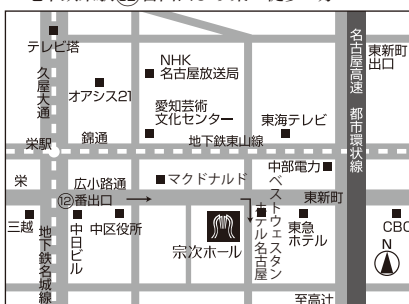 テレビ塔
久屋大通
NHK
名古屋放送局
オアシス21
愛知芸術
文化センター
東海テレビ
名古屋高速 都市環状線
東新町
出口
栄駅
錦通
地下鉄東山線
中部電力
栄
広小路通
マクドナルド
東新町
⑫番出口
三越
地下鉄名城線
中日ビル
中区役所
宗次ホール
ベストウェスタン
ホテル名古屋
東急
ホテル
CBC
N
至高辻